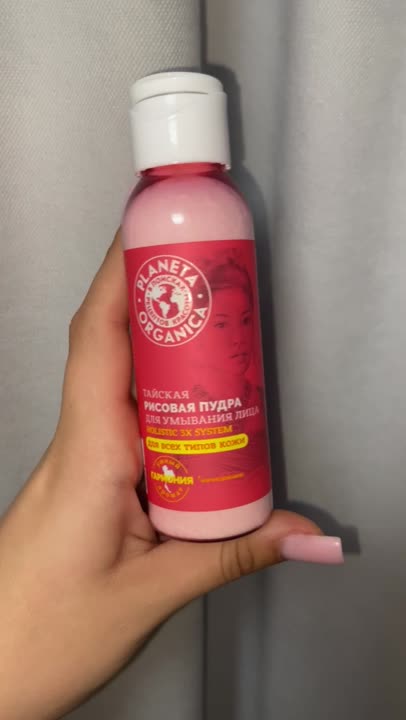 PLANETA
ORGANICA
ТАЙСКАЯ
РИСОВАЯ ПУДРА
ДЛЯ УМЫВАНИЯ ЛИЦА
HOLISTIC 3X SYSTEM
ДЛЯ ВСЕХ ТИПОВ КОЖИ
ГАРМОНИЯ